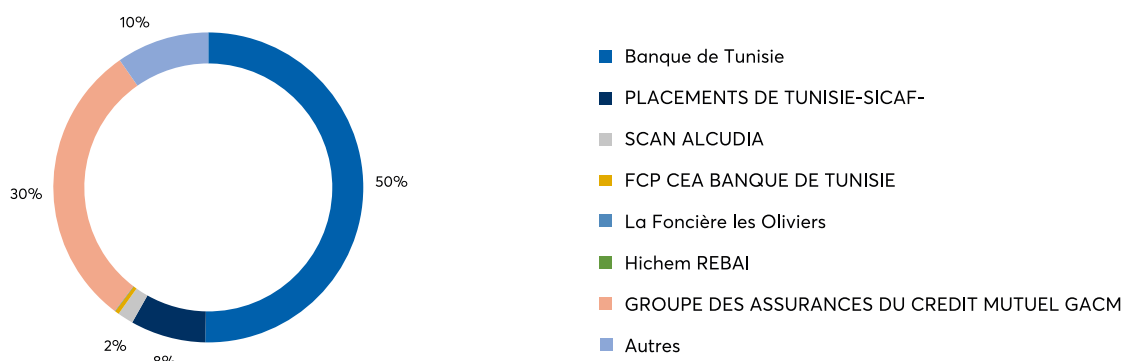 10%
50%
30%
2%
8%
Banque de Tunisie
PLACEMENTS DE TUNISIE-SICAF-
SCAN ALCUDIA
FCP CEA BANQUE DE TUNISIE
La Foncière les Oliviers
Hichem REBAI
GROUPE DES ASSURANCES DU CREDIT MUTUEL GACM
Autres